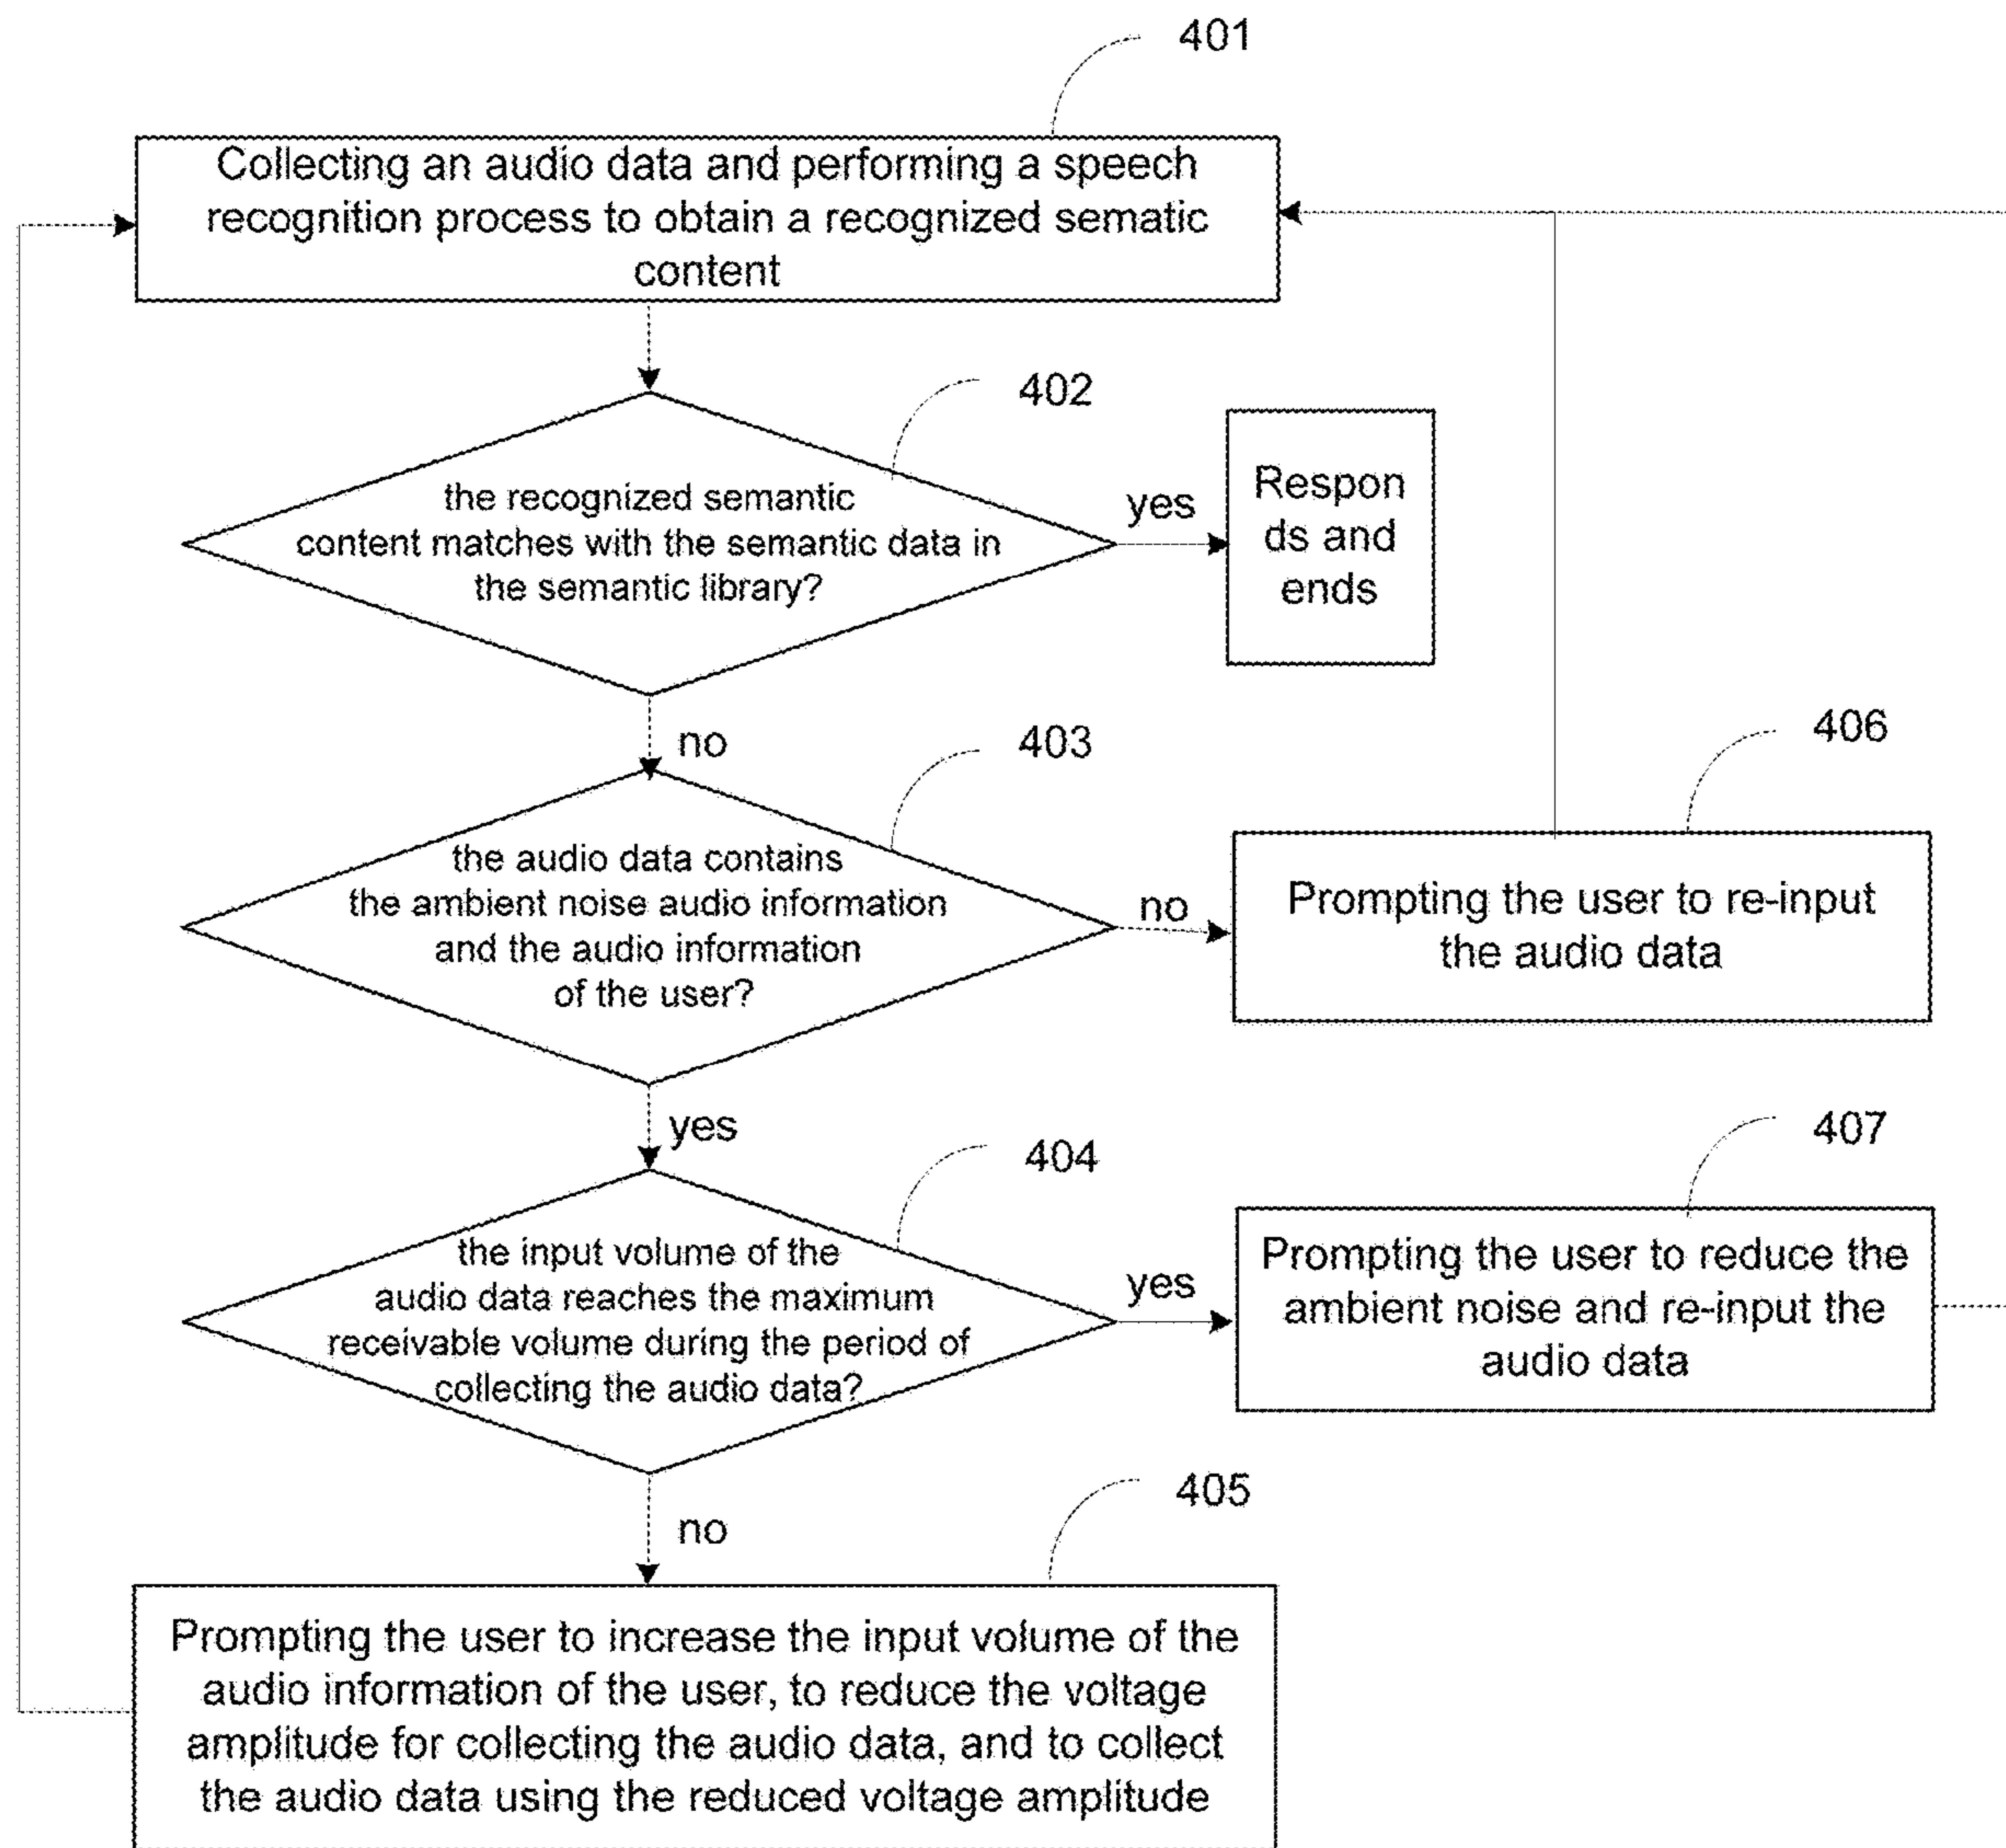 401
Collecting an audio data and performing a speech
recognition process to obtain a recognized sematic
content
402
the recognized semantic
content matches with the semantic data in
the semantic library?
yes
Respon
ds and
ends
no
403
406
the audio data contains
the ambient noise audio information
and the audio information
of the user?
no
Prompting the user to re-input
the audio data
yes
404
407
the input volume of the
audio data reaches the maximum
receivable volume during the period of
collecting the audio data?
yes
Prompting the user to reduce the
ambient noise and re-input the
audio data
no
405
Prompting the user to increase the input volume of the
audio information of the user, to reduce the voltage
amplitude for collecting the audio data, and to collect
the audio data using the reduced voltage amplitude